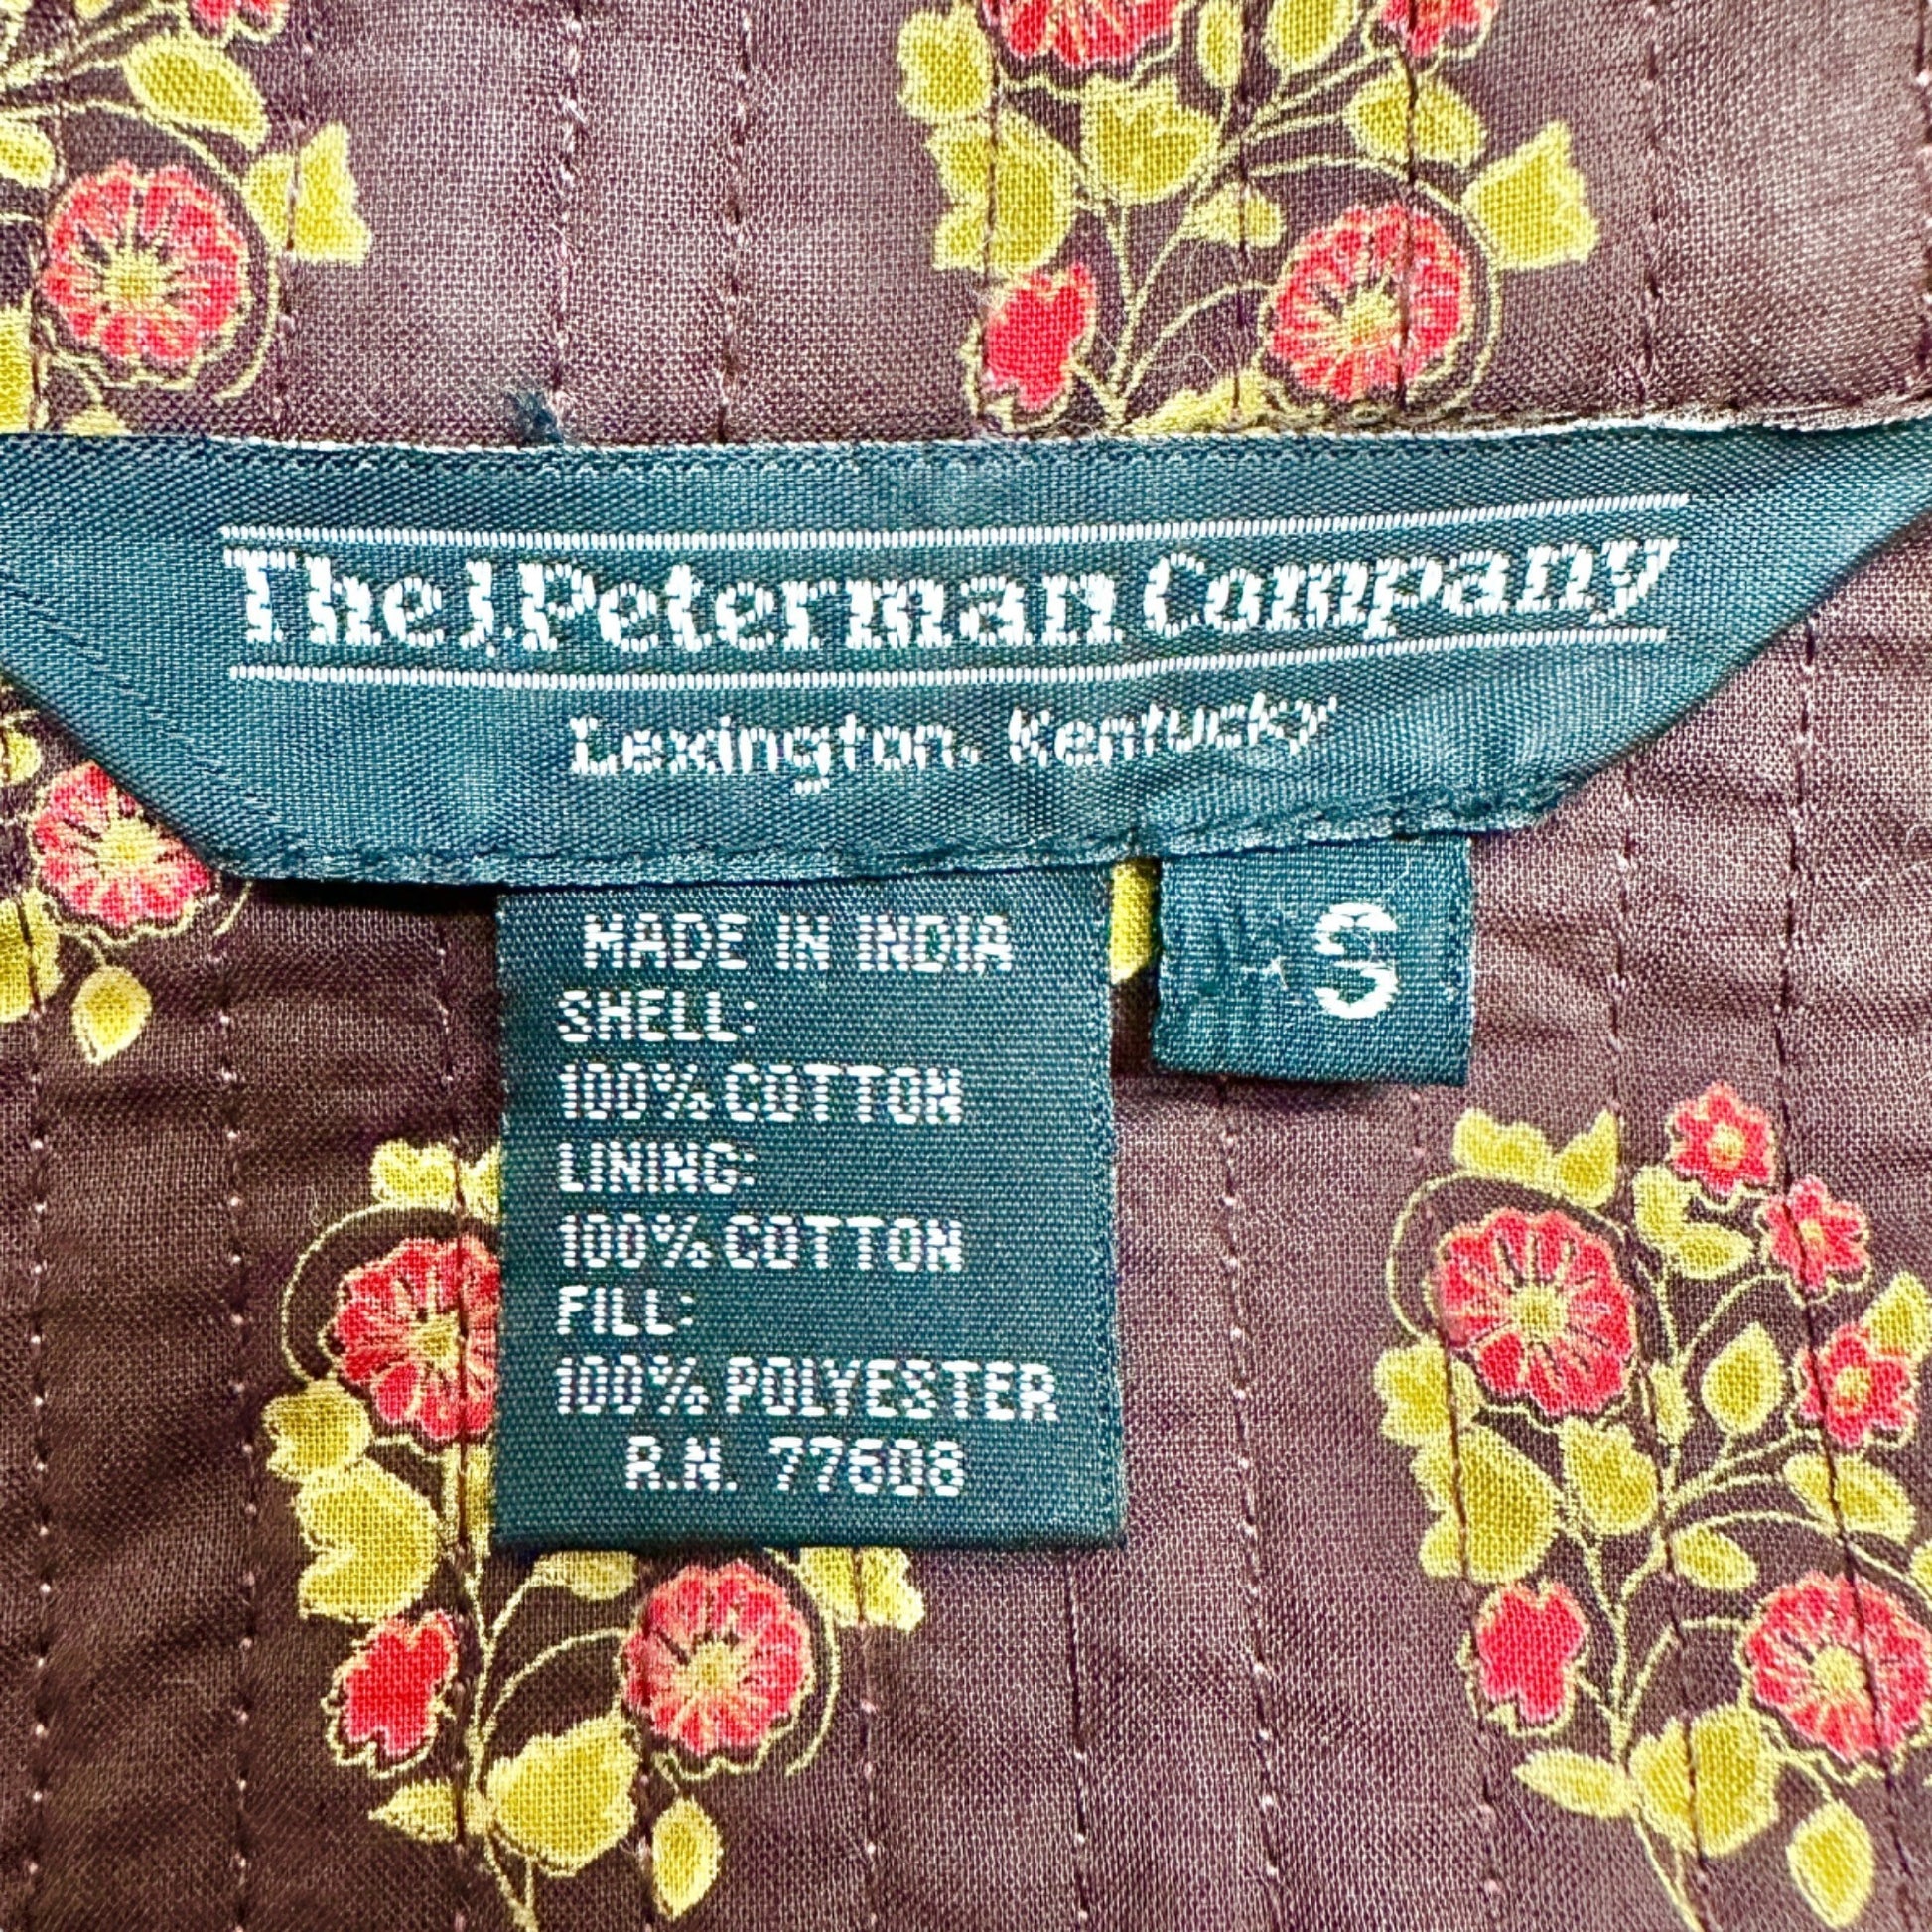 The J. Peterman Company
Lexington, Kentucky
S
MADE IN INDIA
SHELL:
100% COTTON
LINING:
100% COTTON
FILL:
100% POLYESTER
R.N. 77608